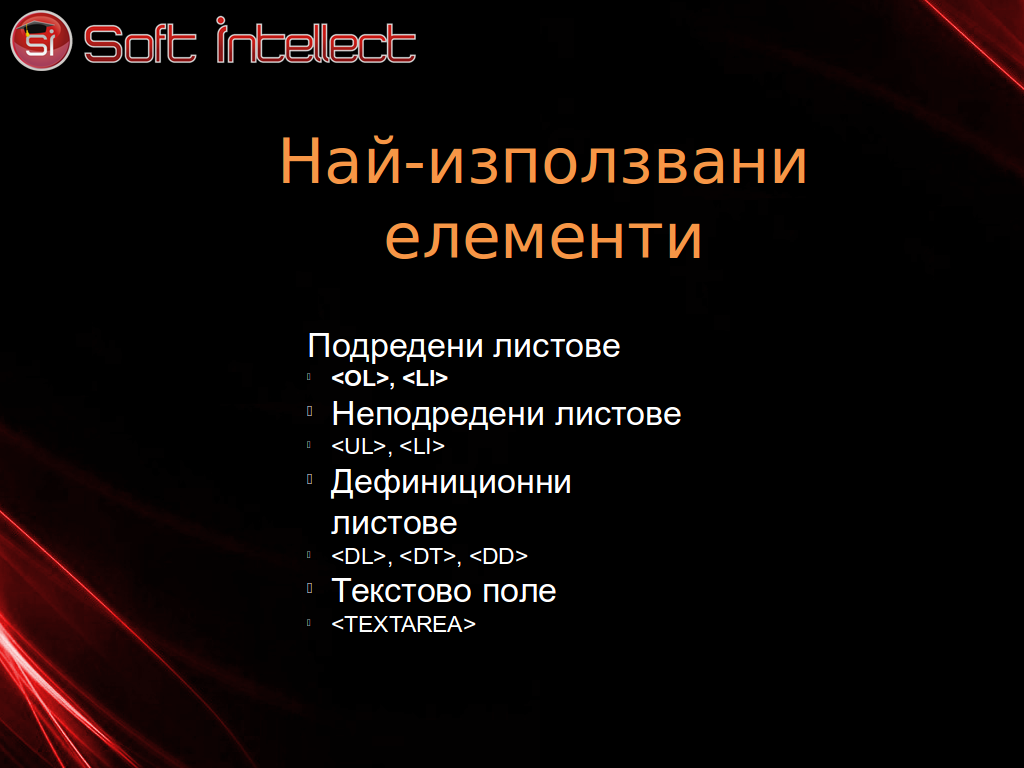 Si Soft Intellect
Най-използвани
елементи
Подредени листове
<OL>, <LI>
Неподредени листове
<UL>, <LI>
Дефиниционни
листове
<DL>, <DT>, <DD>
Текстово поле
<TEXTAREA>